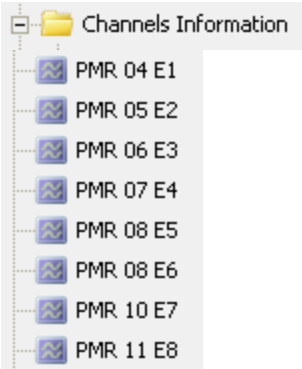 Channels Information
PMR 04 E1
PMR 05 E2
PMR 06 E3
PMR 07 E4
PMR 08 E5
PMR 08 E6
PMR 10 E7
PMR 11 E8